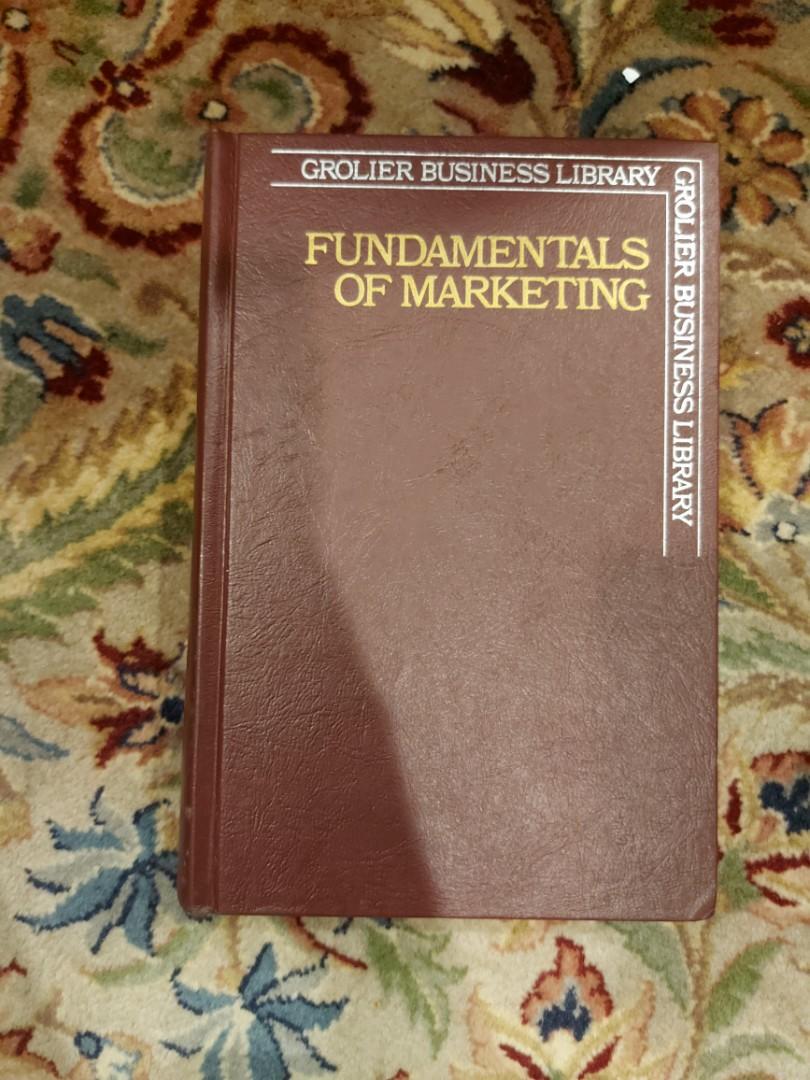 GROLIER BUSINESS LIBRARY
GROLIER BUSINESS LIBRARY
FUNDAMENTALS
OF MARKETING